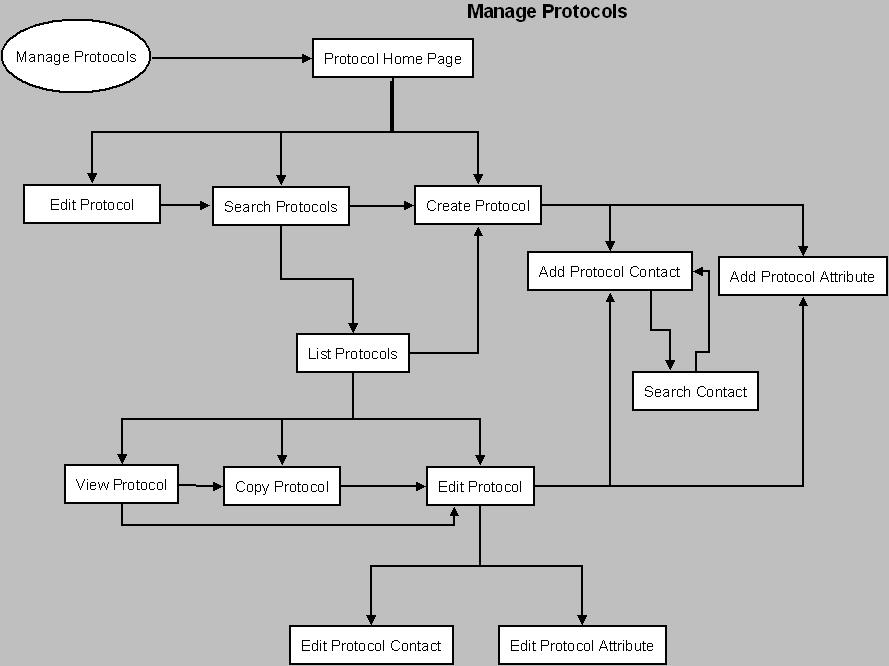 Manage Protocols
Manage Protocols
Protocol Home Page
Edit Protocol
Search Protocols
Create Protocol
Add Protocol Contact
Add Protocol Attribute
List Protocols
Search Contact
View Protocol
Copy Protocol
Edit Protocol
Edit Protocol Contact
Edit Protocol Attribute